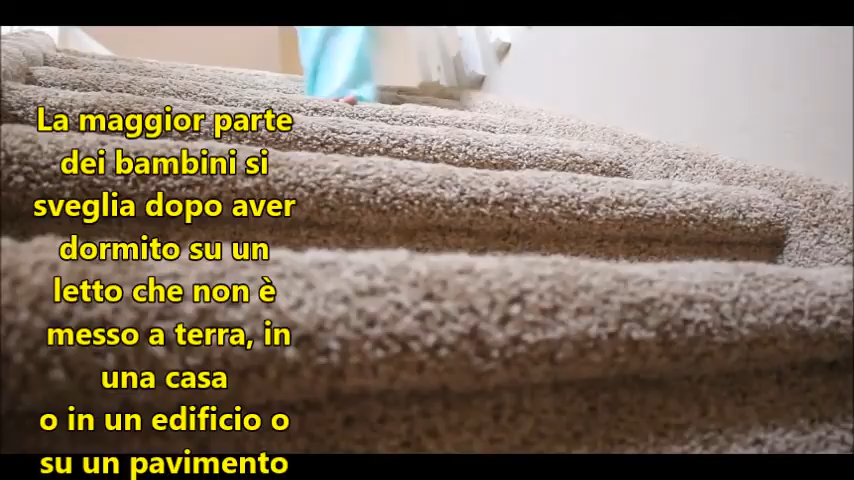 La maggior parte
dei bambini si
sveglia dopo aver
dormito su un
letto che non è
messo a terra, in
una casa
o in un edificio o
su un pavimento